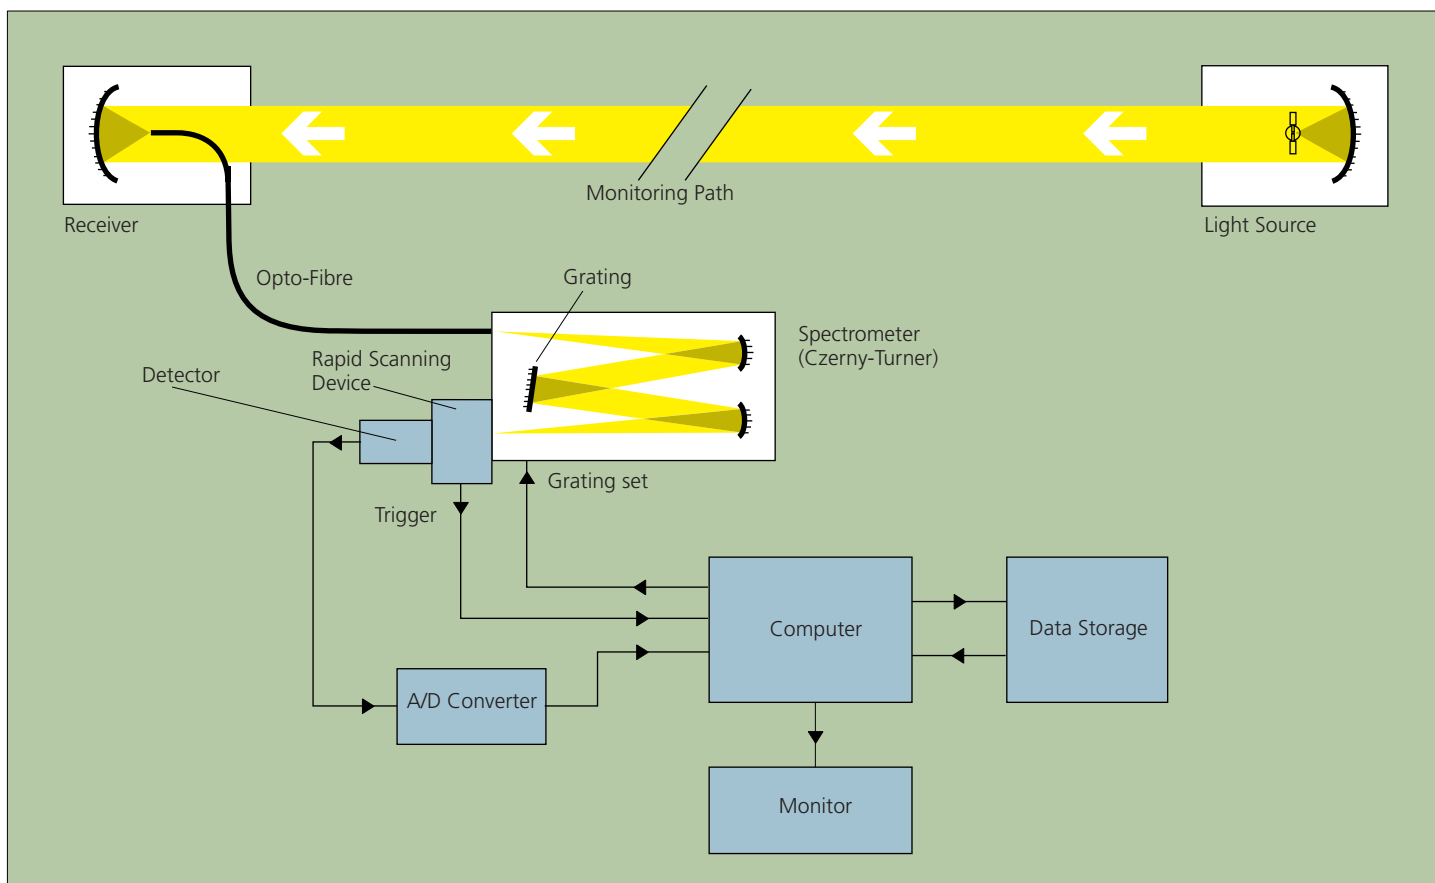 Monitoring Path
Receiver
Light Source
Opto-Fibre
Grating
Spectrometer
(Czerny-Turner)
Rapid Scanning
Device
Detector
Grating set
Trigger
Computer
Data Storage
A/D Converter
Monitor